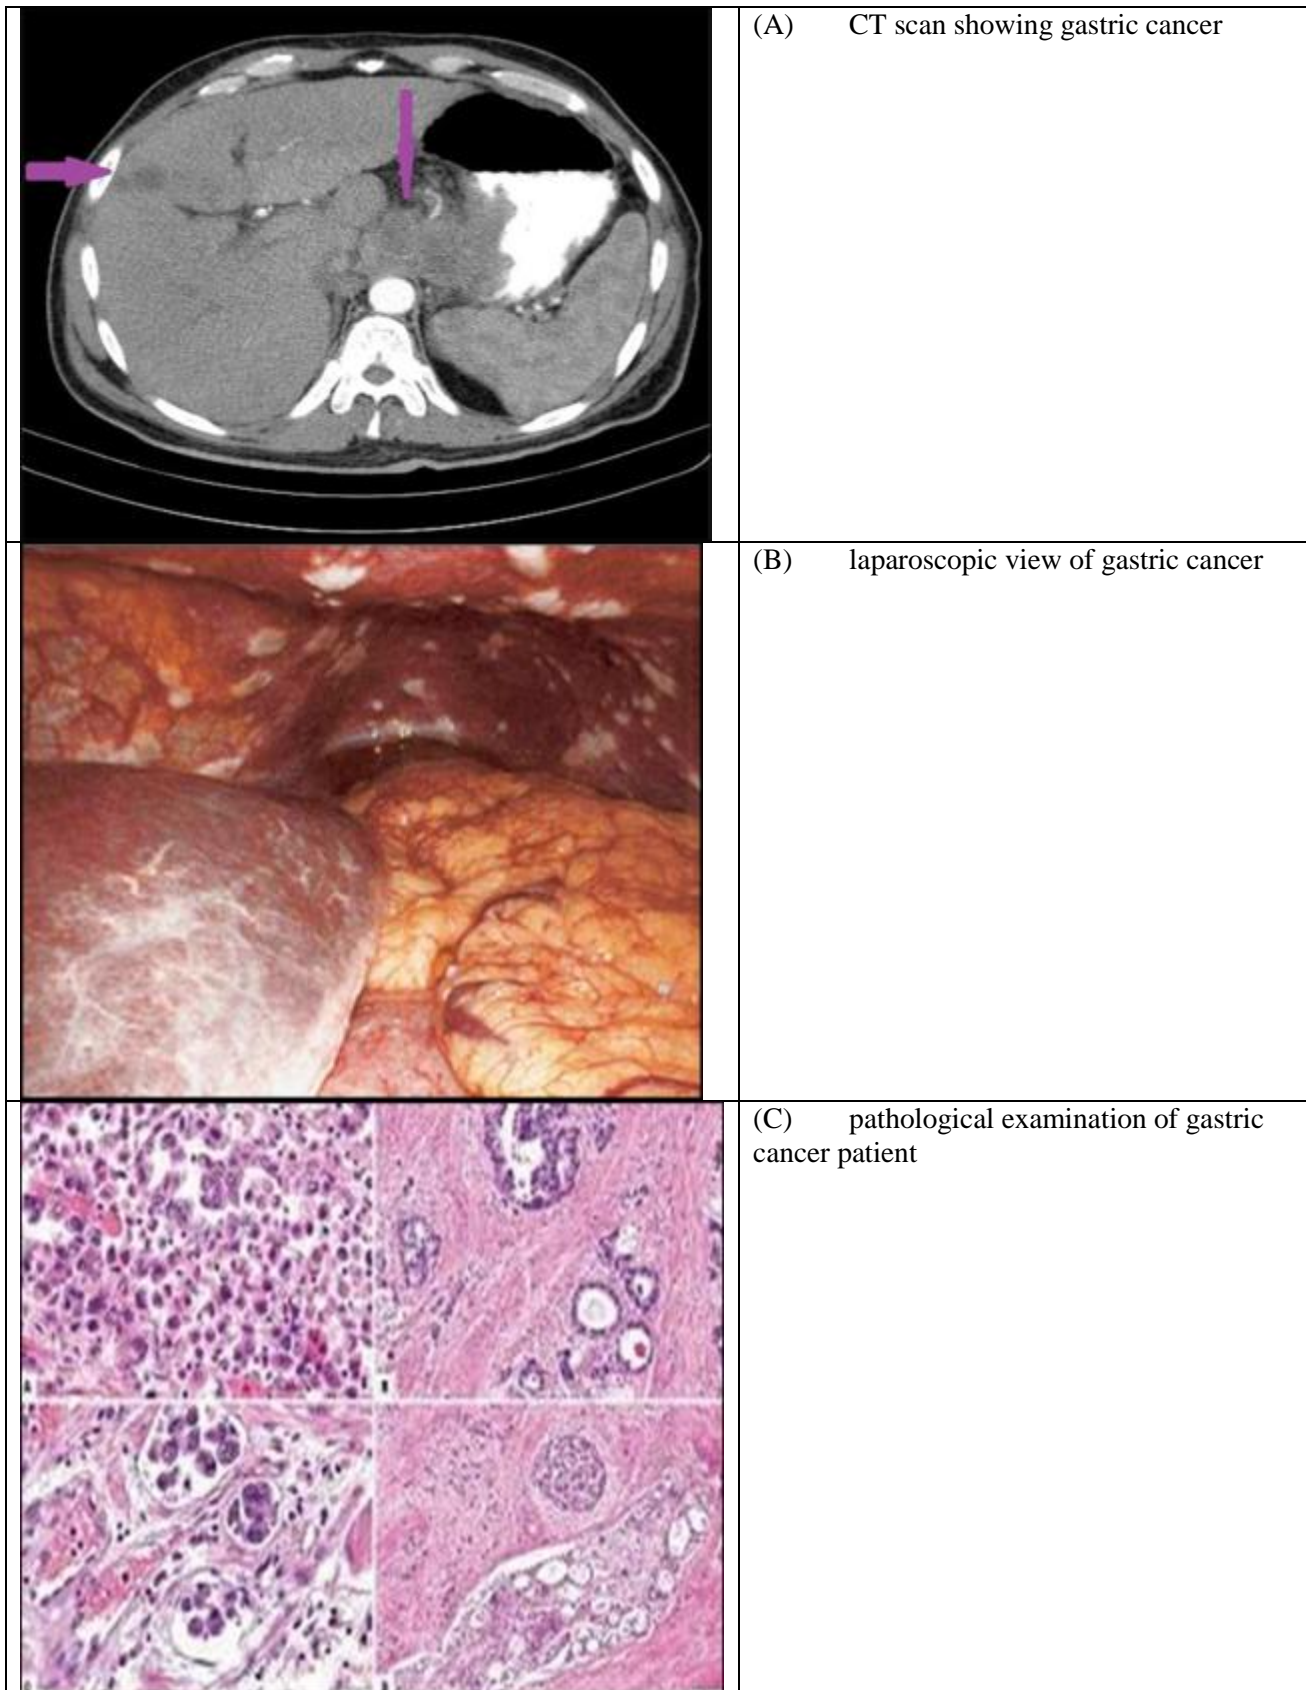 (A) CT scan showing gastric cancer
(B) laparoscopic view of gastric cancer
(C) pathological examination of gastric
cancer patient